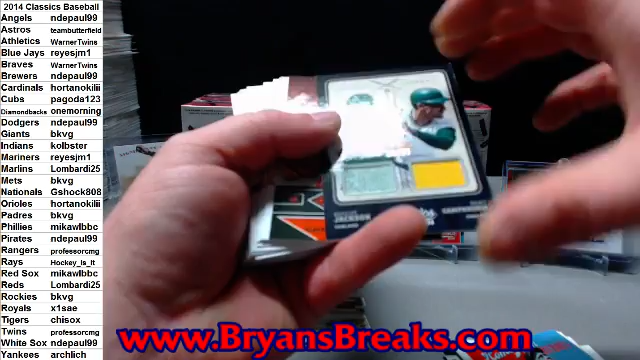 2014 Classics Baseball
Angels ndepaul99
Astros teambutterfield
Athletics WarnerTwins
Blue Jays reyesjm1
Braves WarnerTwins
Brewers ndepaul99
Cardinals hortanokilii
Cubs pagoda123
Diamondbacks onemorning
Dodgers ndepaul99
Giants bkvg
Indians kolbster
Mariners reyesjm1
Marlins Lombardi25
Mets bkvg
Nationals Gshock808
Orioles hortanokilii
Padres bkvg
Phillies mikawlbbc
Pirates ndepaul99
Rangers professorcmg
Rays Hockey_Is_It
Red Sox mikawlbbc
Reds Lombardi25
Rockies bkvg
Royals x1sae
Tigers chisox
Twins professorcmg
White Sox ndepaul99
Yankees archlich
JACKSON
OAKLAND
www.BryansBreaks.com